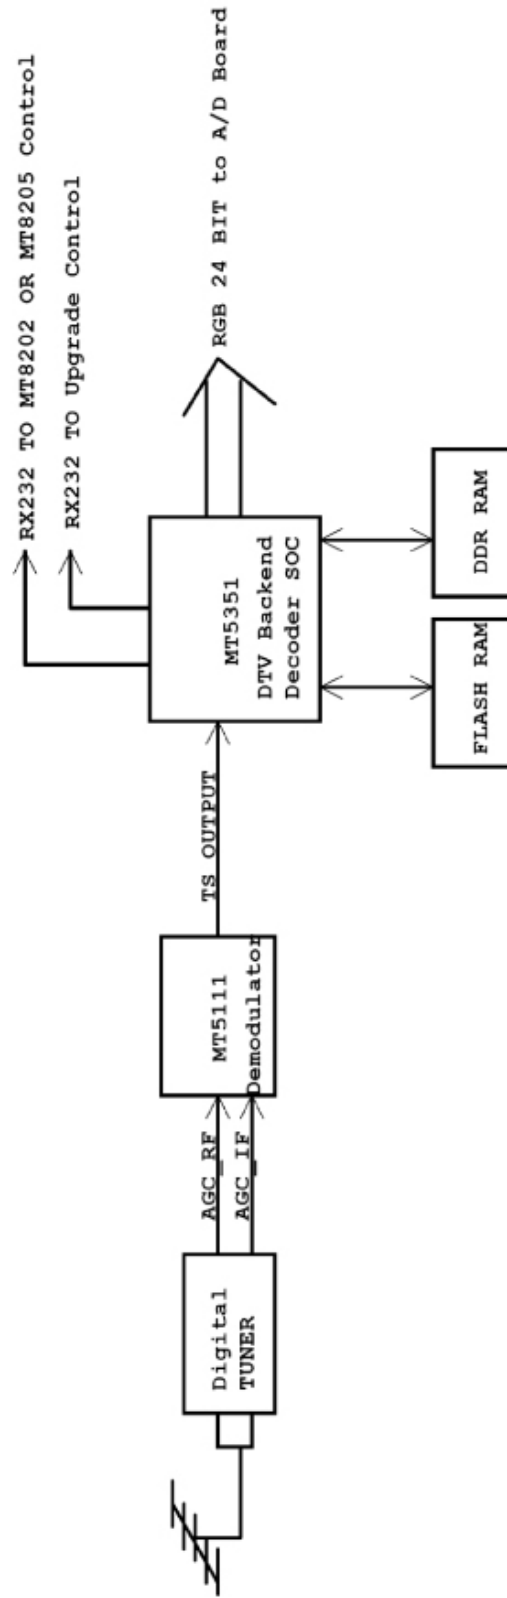 RX232 TO MT8202 OR MT8205 Control
RX232 TO Upgrade Control
RGB 24 BIT to A/D Board
Digital
TUNER
AGC_RF
AGC_IF
MT5111
Demodulator
TS OUTPUT
MT5351
DTV Backend
Decoder SOC
FLASH RAM
DDR RAM